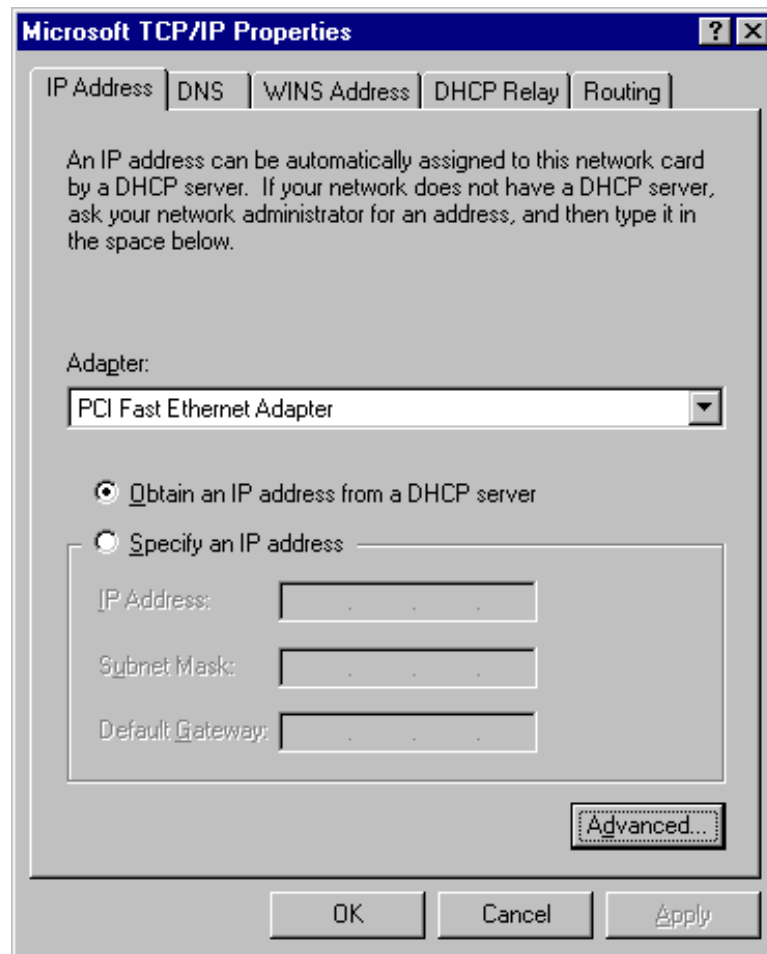 Microsoft TCP/IP Properties
IP Address DNS WINS Address DHCP Relay Routing
An IP address can be automatically assigned to this network card
by a DHCP server. If your network does not have a DHCP server,
ask your network administrator for an address, and then type it in
the space below.
Adapter:
PCI Fast Ethernet Adapter
Obtain an IP address from a DHCP server
Specify an IP address
IP Address:
Subnet Mask:
Default Gateway:
Advanced...
OK Cancel Apply